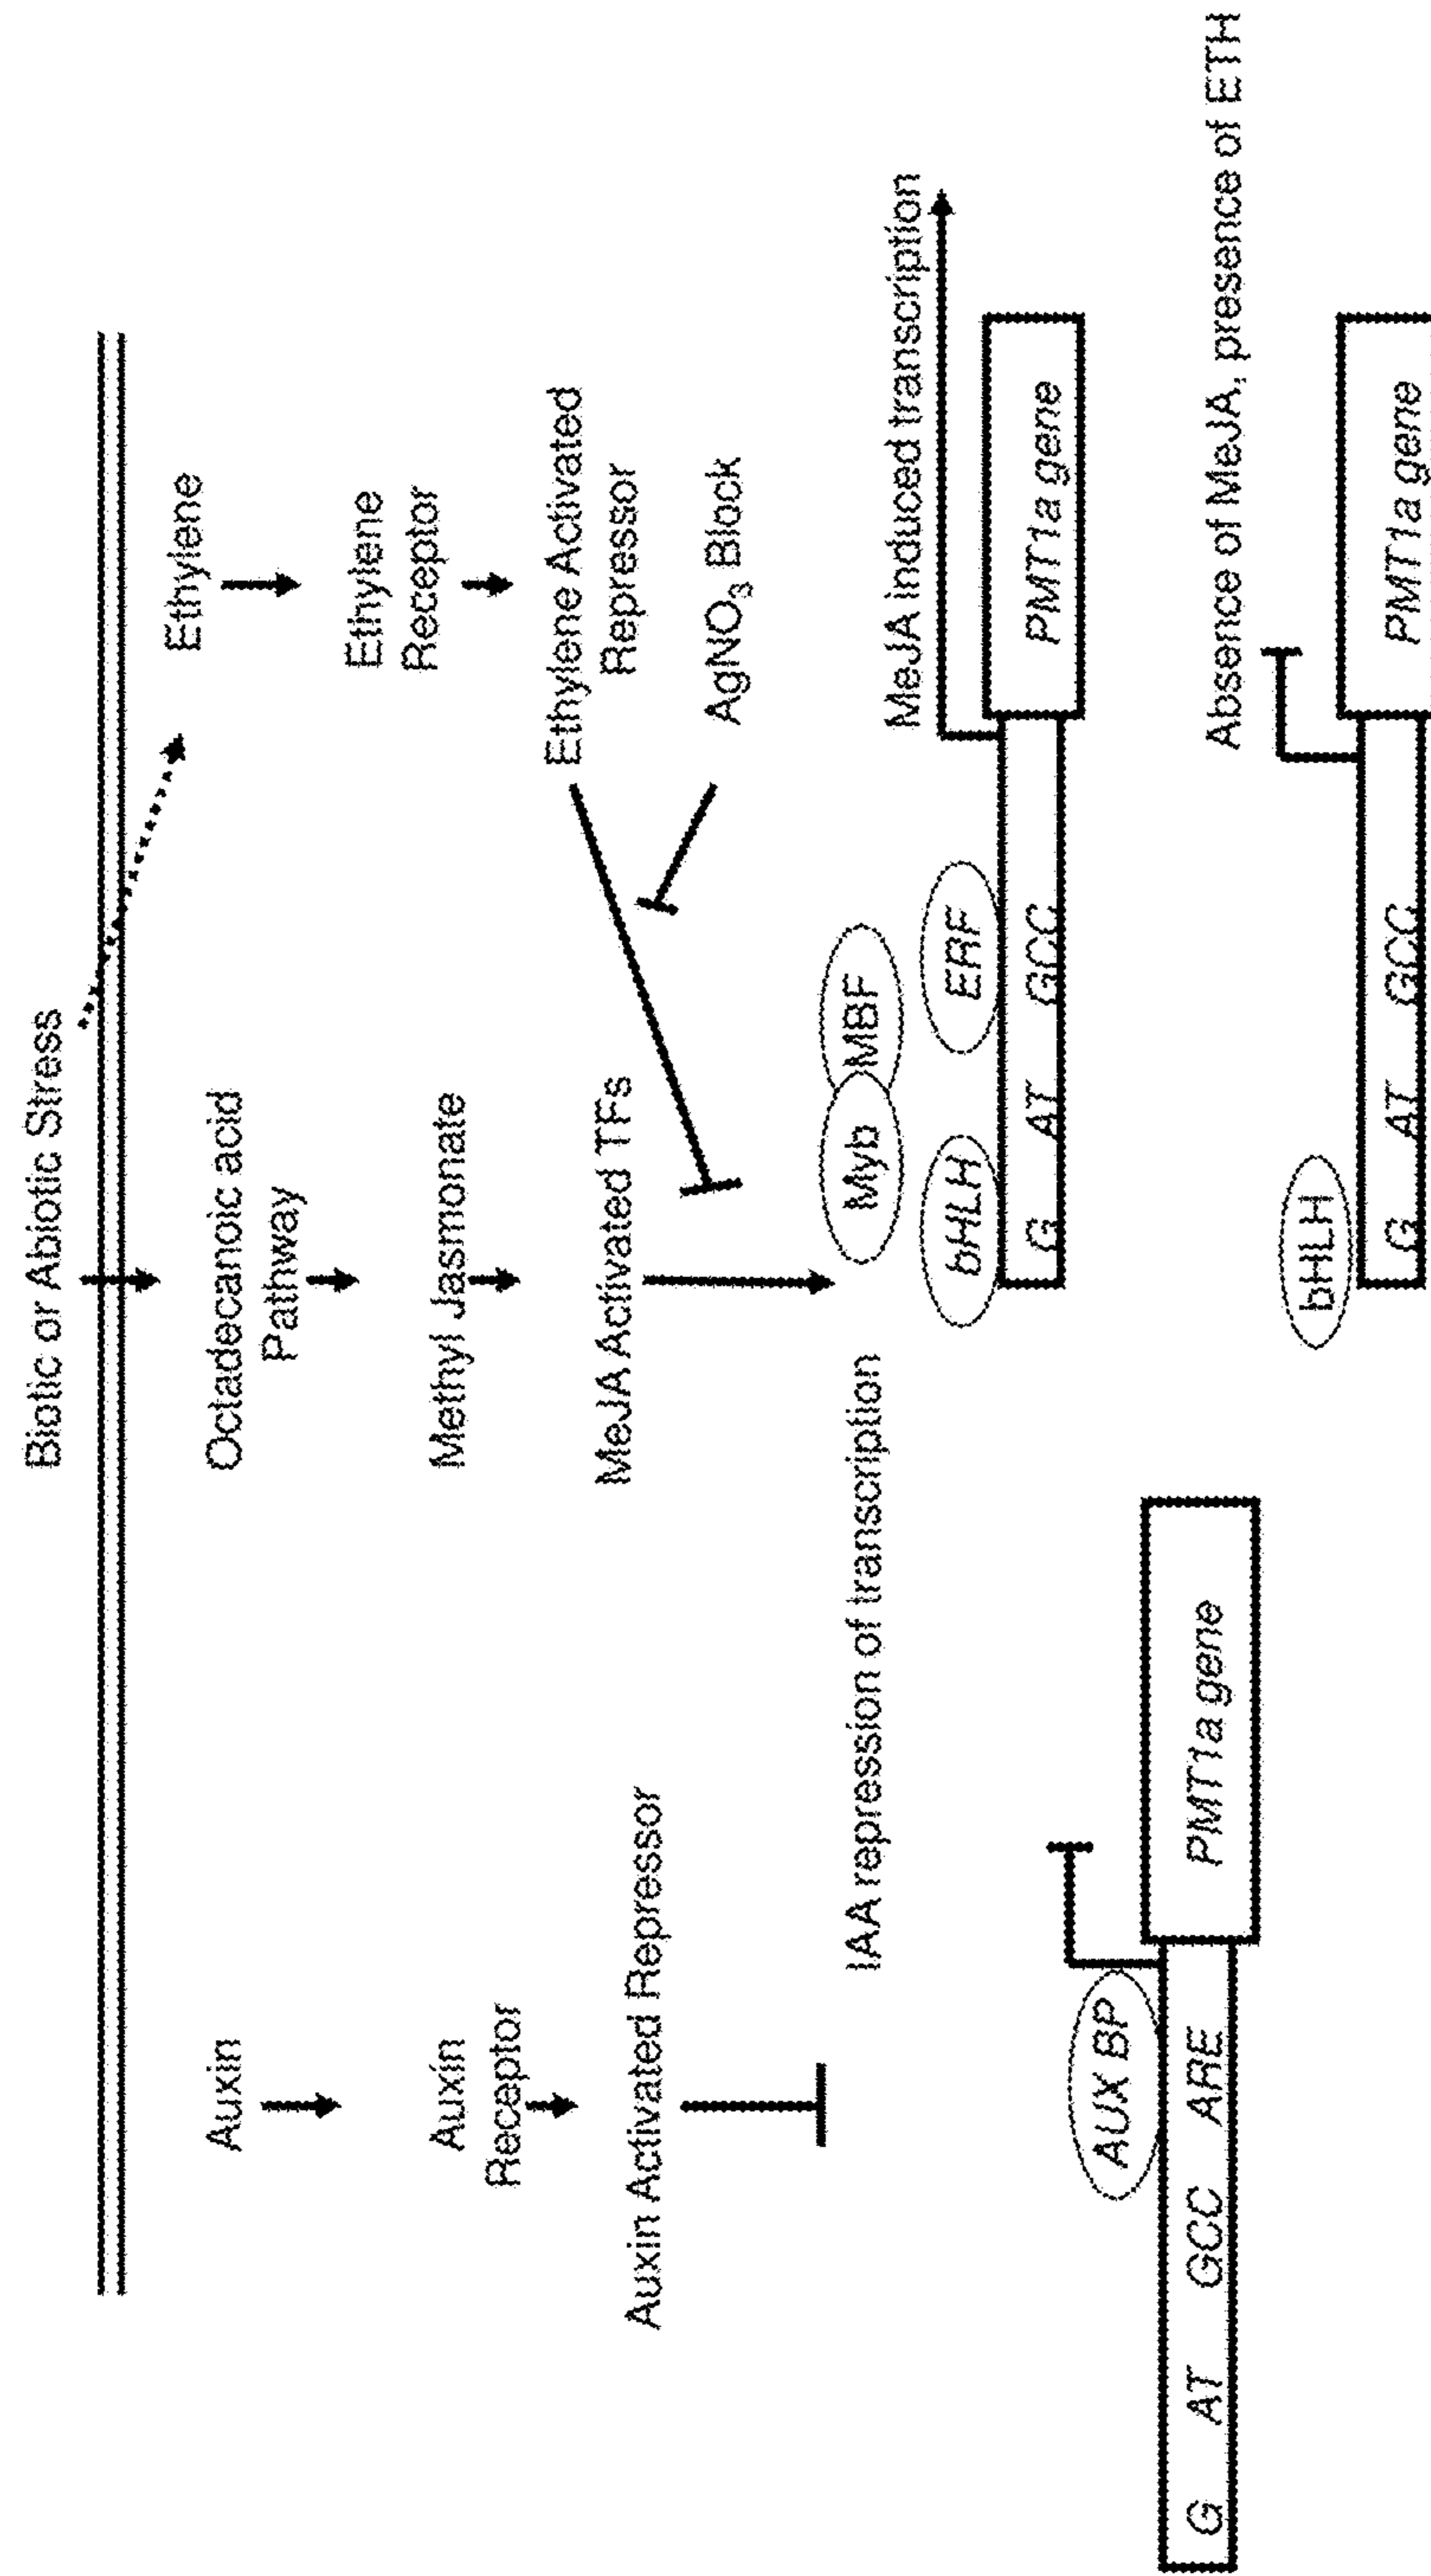 Biotic or Abiotic Stress
Auxin
Auxin
Receptor
Auxin Activated Repressor
IAA repression of transcription
AUX BP
G AT GCC ARE
PMT1a gene
Octadecanoic acid
Pathway
Methyl Jasmonate
MeJA Activated TFs
Ethylene
Ethylene
Receptor
Ethylene Activated
Repressor
AgNO₃ Block
Myb
MBF
MeJA induced transcription
bHLH
ERF
G AT GCC
PMT1a gene
Absence of MeJA, presence of ETH
bHLH
G AT GCC
PMT1a gene